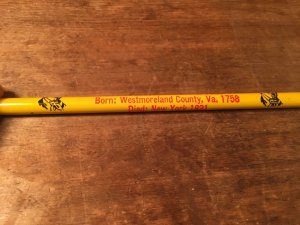 Born: Westmoreland County, Va. 1758
Died: New York 1831